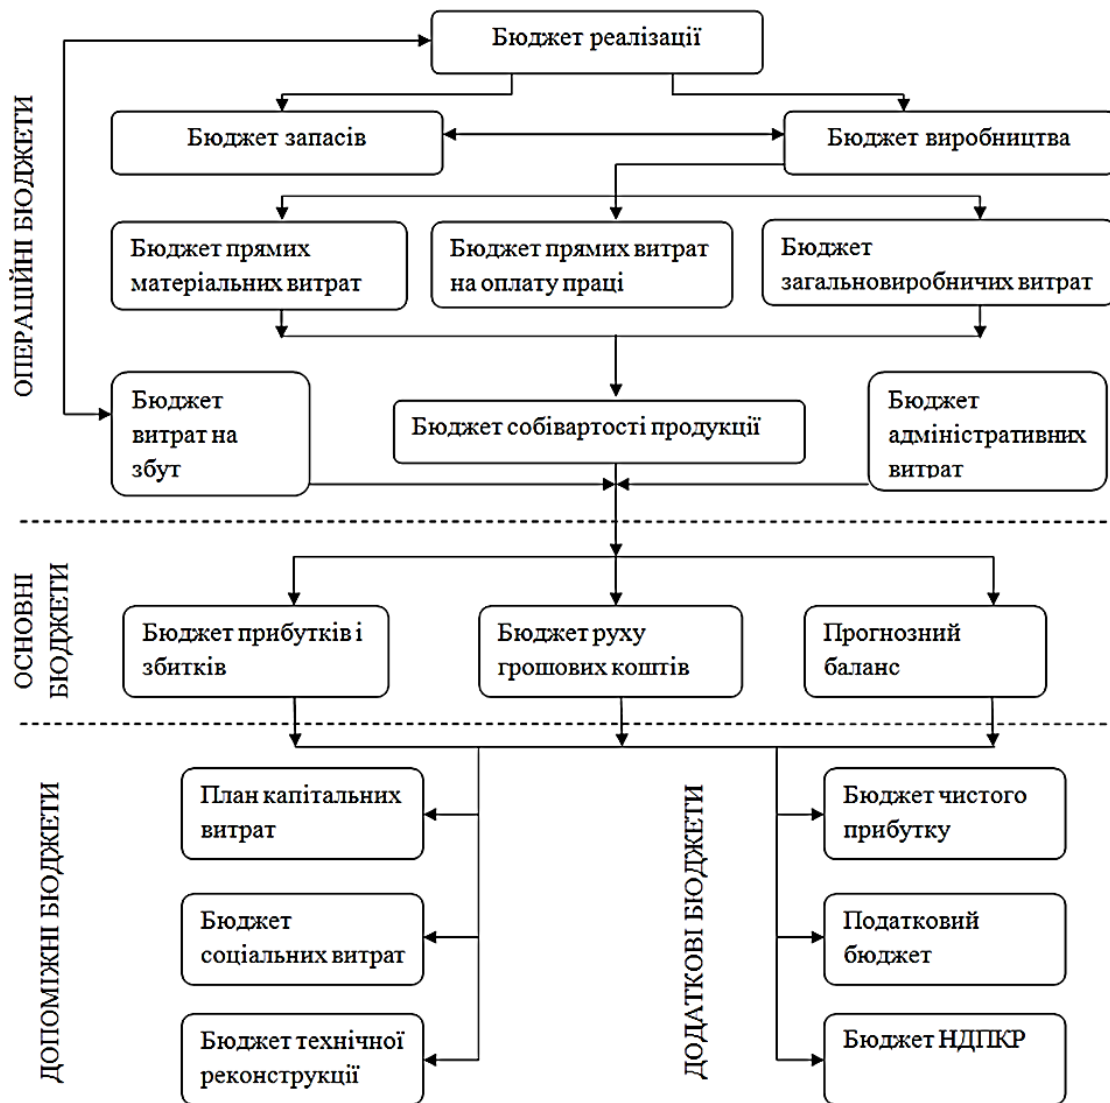 ОПЕРАЦІЙНІ БЮДЖЕТИ
Бюджет реалізації
Бюджет запасів
Бюджет виробництва
Бюджет прямих
матеріальних витрат
Бюджет прямих витрат
на оплату праці
Бюджет
загальновиробничих витрат
Бюджет
витрат на
збут
Бюджет собівартості продукції
Бюджет
адміністративних
витрат
ОСНОВНІ
БЮДЖЕТИ
Бюджет прибутків і
збитків
Бюджет руху
грошових коштів
Прогнозний
баланс
ДОПОМІЖНІ БЮДЖЕТИ
План капітальних
витрат
Бюджет
соціальних витрат
Бюджет технічної
реконструкції
ДОДАТКОВІ БЮДЖЕТИ
Бюджет чистого
прибутку
Податковий
бюджет
Бюджет НДПКР